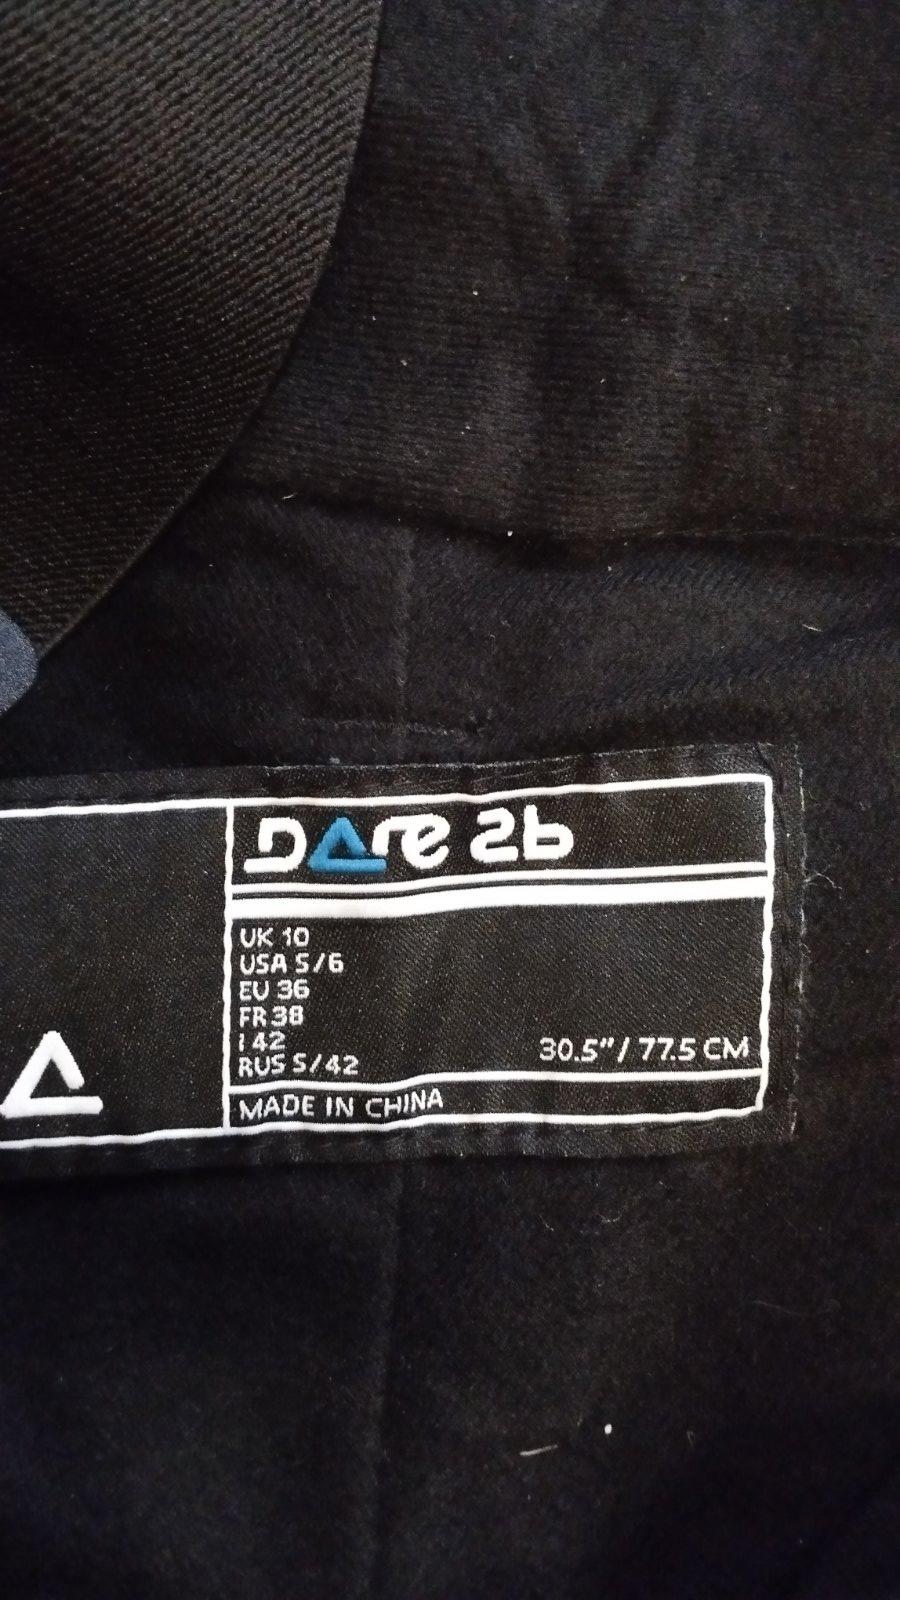 Dare 2b
UK 10
USA S/6
EU 36
FR 38
I 42
RUS S/42
30.5" / 77.5 CM
MADE IN CHINA